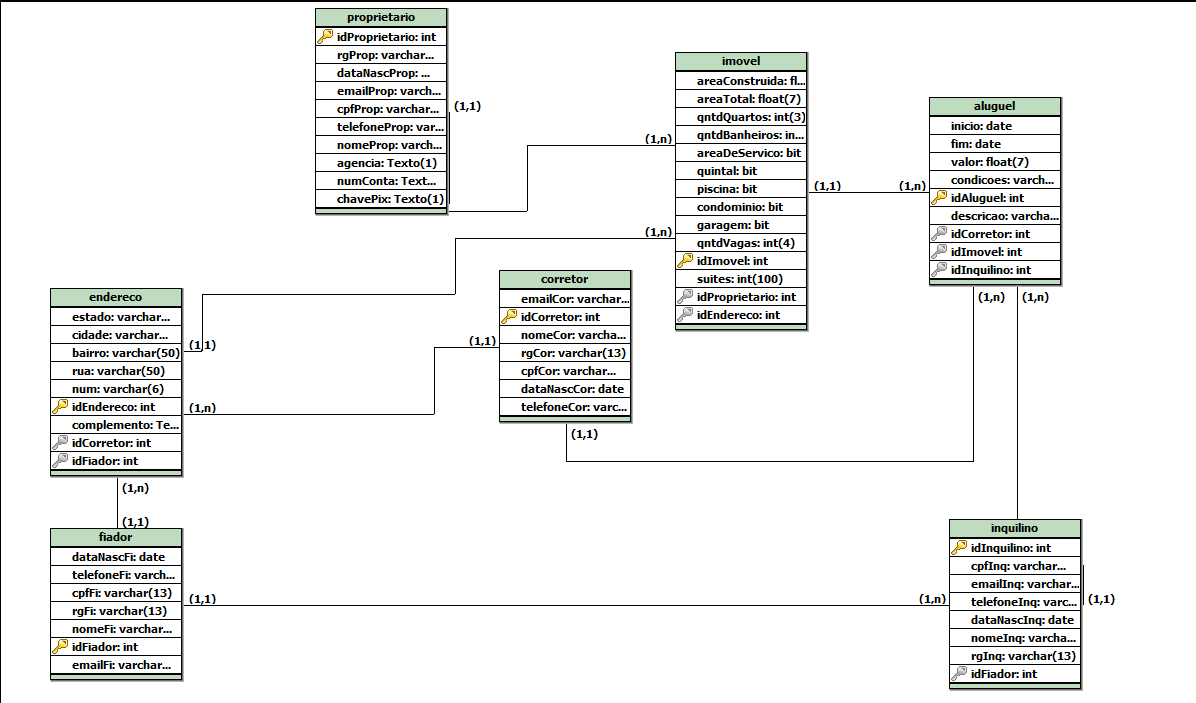 proprietario
idProprietario: int
rgProp: varchar...
dataNascProp: ...
emailProp: varch...
cpfProp: varchar...
telefoneProp: var...
nomeProp: varch...
agencia: Texto(1)
numConta: Text...
chavePix: Texto(1)
(1,1)
imovel
areaConstruida: fl...
areaTotal: float(7)
qntdQuartos: int(3)
qntdBanheiros: in...
areaDeServico: bit
quintal: bit
piscina: bit
condominio: bit
garagem: bit
qntdVagas: int(4)
idImovel: int
suites: int(100)
idProprietario: int
idEndereco: int
(1,n)
(1,n)
(1,1)
(1,n)
aluguel
inicio: date
fim: date
valor: float(7)
condicoes: varch...
idAluguel: int
descricao: varcha...
idCorretor: int
idImovel: int
idInquilino: int
(1,n)
(1,n)
corretor
emailCor: varchar...
idCorretor: int
nomeCor: varcha...
rgCor: varchar(13)
cpfCor: varchar...
dataNascCor: date
telefoneCor: varc...
(1,1)
(1,1)
endereco
estado: varchar...
cidade: varchar...
bairro: varchar(50)
rua: varchar(50)
num: varchar(6)
idEndereco: int
complemento: Te...
idCorretor: int
idFiador: int
(1,1)
(1,n)
(1,n)
(1,1)
fiador
dataNascFi: date
telefoneFi: varch...
cpfFi: varchar(13)
rgFi: varchar(13)
nomeFi: varchar...
idFiador: int
emailFi: varchar...
(1,1)
(1,n)
inquilino
idInquilino: int
cpfInq: varchar...
emailInq: varchar...
telefoneInq: varc...
dataNascInq: date
nomeInq: varcha...
rgInq: varchar(13)
idFiador: int
(1,1)